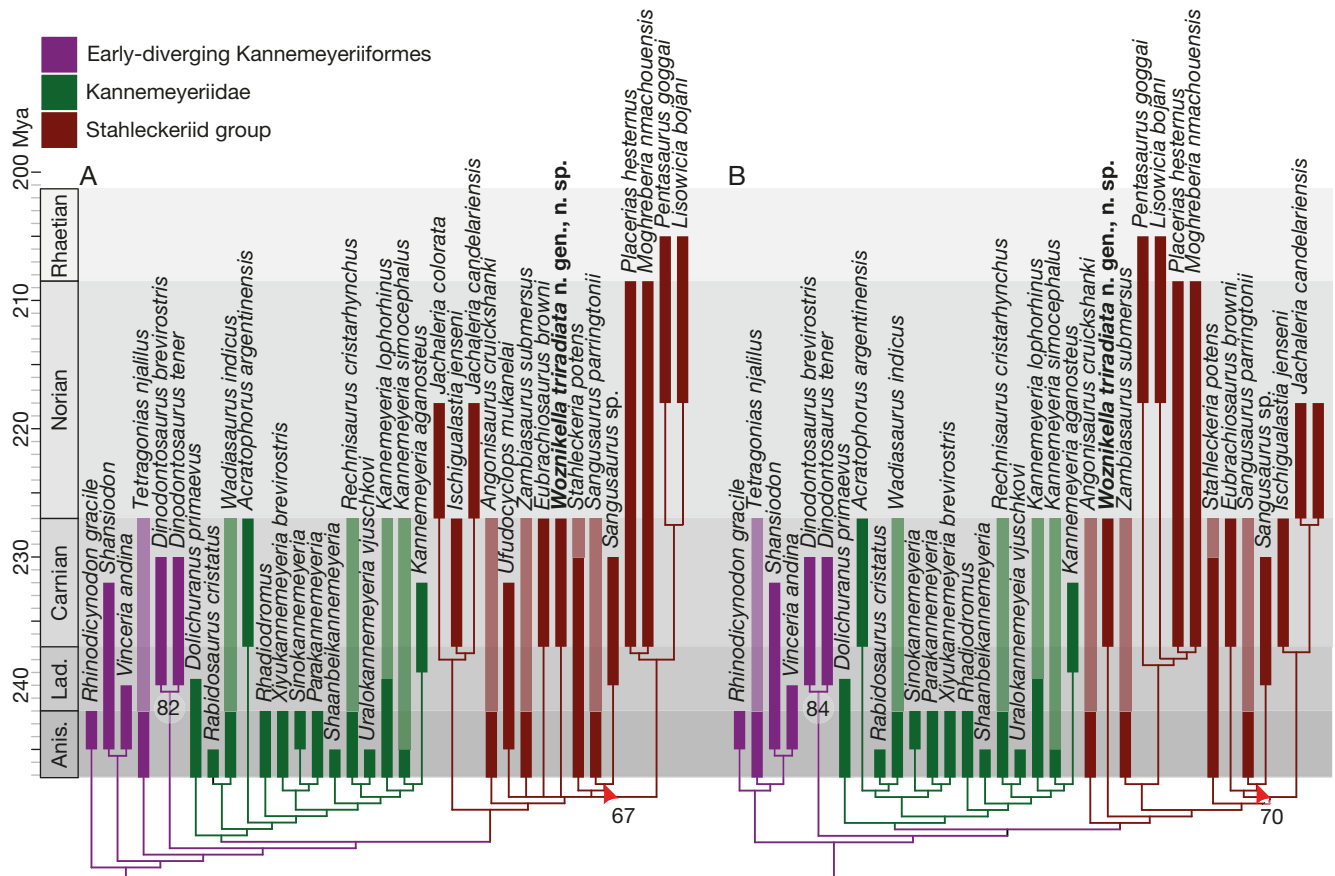 Early-diverging Kannemeyeriiformes
Kannemeyeriidae
Stahleckeriid group
200 Mya
210
220
230
240
Rhaetian
Norian
Carnian
Lad.
Anis.
A
Rhinodicynodon gracile
Shansiodon
Vinceria andina
Tetragonias njalilus
Dinodontosaurus brevirostris
Dinodontosaurus tener
Dolichuranus primaevus
Rabidosaurus cristatus
Wadiasaurus indicus
Acratophorus argentinensis
Rhadiodromus
Xiyukannemeyeria brevirostris
Sinokannemeyeria
Parakannemeyeria
Shaanbeikannemeyeria
Rechnisaurus cristarhynchus
Uralokannemeyeria vjuschkovi
Kannemeyeria lophorhinus
Kannemeyeria simocephalus
Kannemeyeria aganosteus
Jachaleria colorata
Ischigualastia jenseni
Jachaleria candelariensis
Angonisaurus cruickshanki
Ufudocyclops mukanelai
Zambiasaurus submersus
Eubrachiosaurus browni
Woznikella triradiata n. gen., n. sp.
Stahleckeria potens
Sangusaurus parringtonii
Sangusaurus sp.
Placerias hesternus
Moghreberia nmachouensis
Pentasaurus goggai
Lisowicia bojani
82
67
B
Rhinodicynodon gracile
Tetragonias njalilus
Shansiodon
Vinceria andina
Dinodontosaurus brevirostris
Dinodontosaurus tener
Dolichuranus primaevus
Acratophorus argentinensis
Rabidosaurus cristatus
Wadiasaurus indicus
Sinokannemeyeria
Parakannemeyeria
Xiyukannemeyeria brevirostris
Rhadiodromus
Shaanbeikannemeyeria
Rechnisaurus cristarhynchus
Uralokannemeyeia vjuschkovi
Kannemeyeria lophorhinus
Kannemeyeria simocephalus
Kannemeyeria aganosteus
Angonisaurus cruickshanki
Woznikella triradiata n. gen., n. sp.
Zambiasaurus submersus
Pentasaurus goggai
Lisowicia bojani
Placerias hesternus
Moghreberia nmachouensis
Stahleckeria potens
Eubrachiosaurus browni
Sangusaurus parringtonii
Sangusaurus sp.
Ischigualastia jenseni
Jachaleria candelariensis
84
70